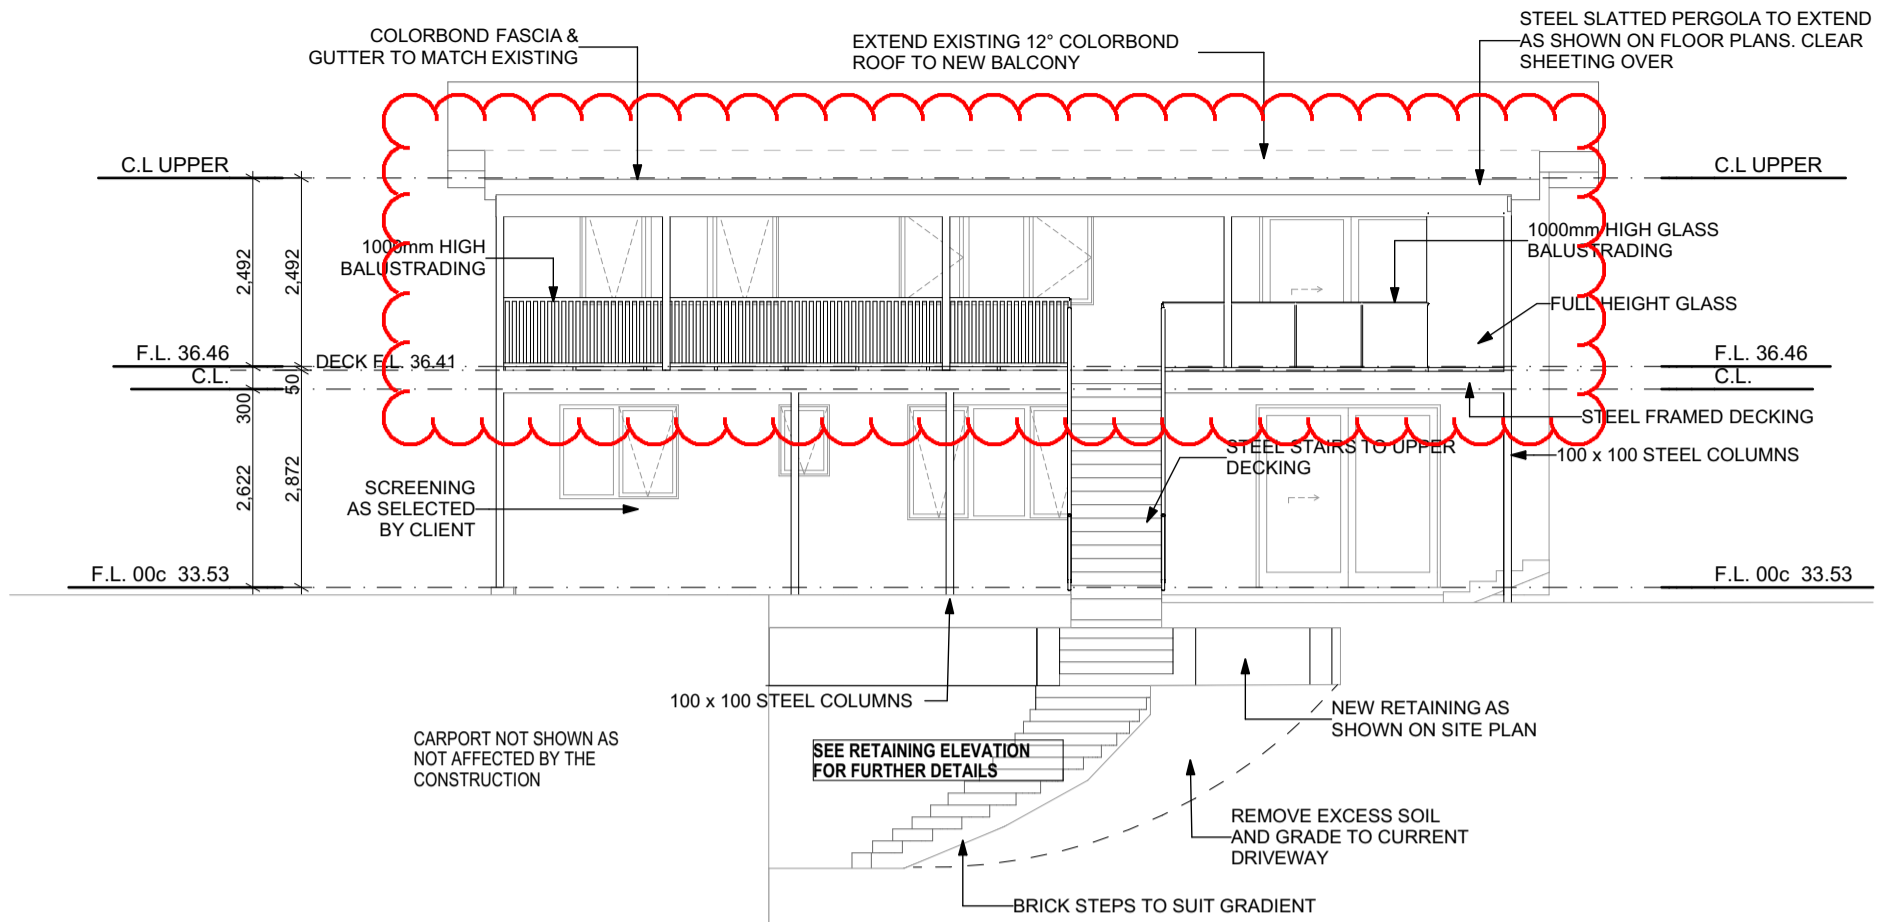 COLORBOND FASCIA &
GUTTER TO MATCH EXISTING
EXTEND EXISTING 12° COLORBOND
ROOF TO NEW BALCONY
STEEL SLATTED PERGOLA TO EXTEND
AS SHOWN ON FLOOR PLANS. CLEAR
SHEETING OVER
C.L UPPER
C.L UPPER
2,492
2,492
1000mm HIGH
BALUSTRADING
1000mm HIGH GLASS
BALUSTRADING
FULL HEIGHT GLASS
F.L. 36.46
DECK F.L. 36.41
F.L. 36.46
C.L.
C.L.
300
50
STEEL FRAMED DECKING
STEEL STAIRS TO UPPER
DECKING
100 x 100 STEEL COLUMNS
2,622
2,872
SCREENING
AS SELECTED
BY CLIENT
F.L. 00c 33.53
F.L. 00c 33.53
100 x 100 STEEL COLUMNS
NEW RETAINING AS
SHOWN ON SITE PLAN
CARPORT NOT SHOWN AS
NOT AFFECTED BY THE
CONSTRUCTION
SEE RETAINING ELEVATION
FOR FURTHER DETAILS
REMOVE EXCESS SOIL
AND GRADE TO CURRENT
DRIVEWAY
BRICK STEPS TO SUIT GRADIENT